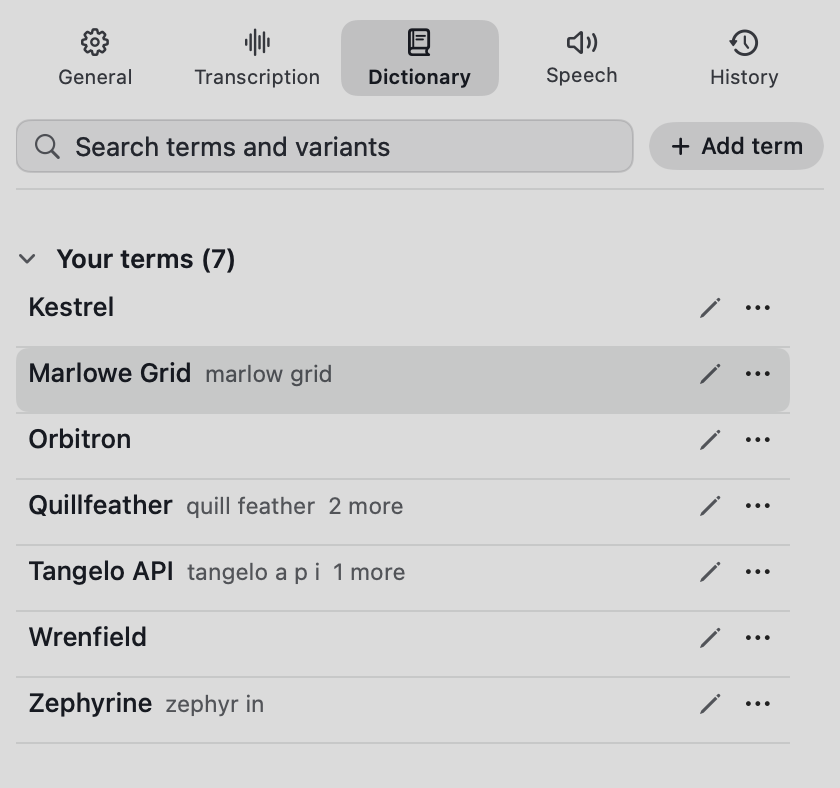 General Transcription Dictionary Speech History
Search terms and variants + Add term
Your terms (7)
Kestrel
Marlowe Grid marlow grid
Orbitron
Quillfeather quill feather 2 more
Tangelo API tangelo a p i 1 more
Wrenfield
Zephyrine zephyr in